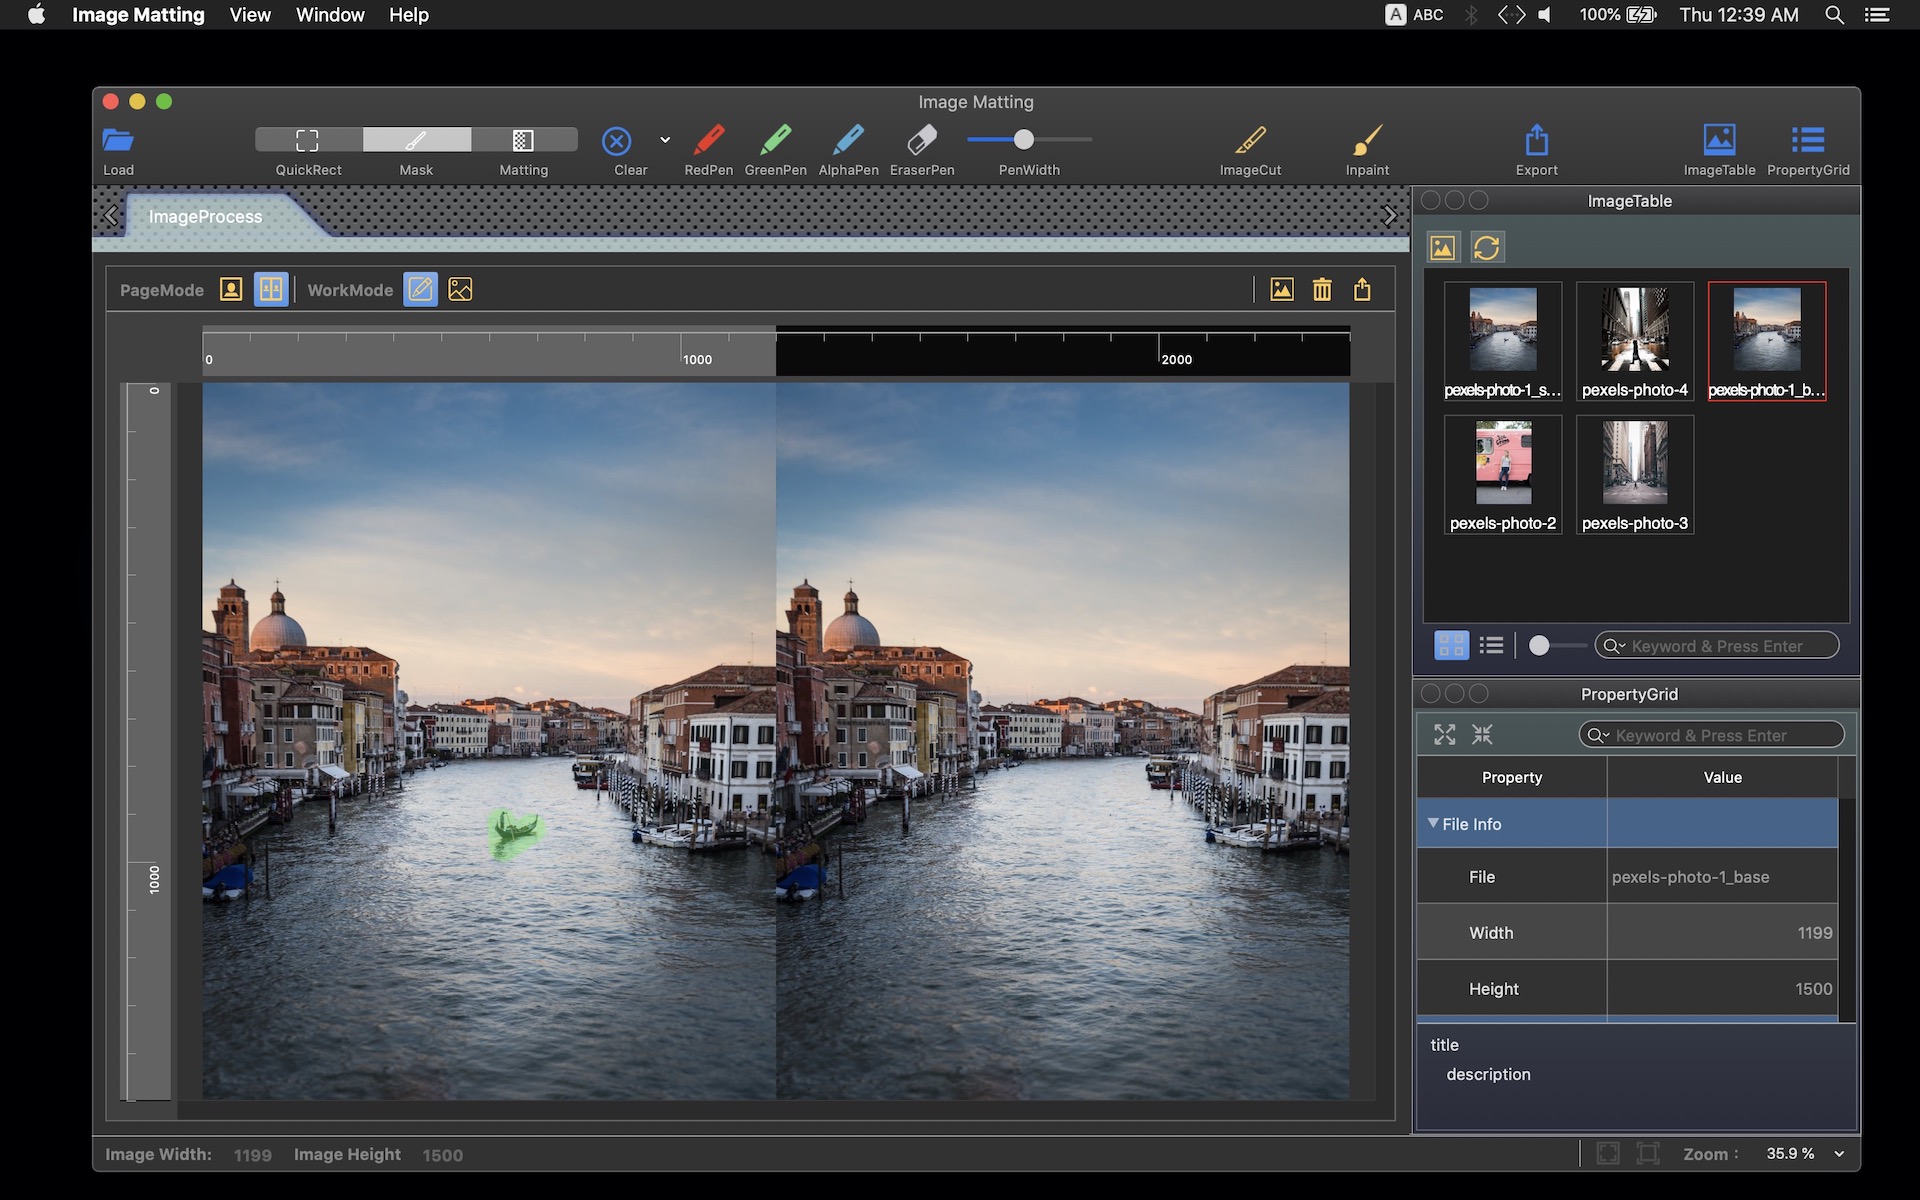 Image Matting View Window Help
A ABC 100% Thu 12:39 AM
Image Matting
Load QuickRect Mask Matting Clear RedPen GreenPen AlphaPen EraserPen PenWidth ImageCut Inpaint Export ImageTable PropertyGrid
ImageProcess
PageMode WorkMode
0 1000 2000
0
1000
ImageTable
pexels-photo-1_s... pexels-photo-4 pexels-photo-1_b...
pexels-photo-2 pexels-photo-3
Keyword & Press Enter
PropertyGrid
Keyword & Press Enter
Property Value
File Info
File pexels-photo-1_base
Width 1199
Height 1500
title
description
Image Width: 1199 Image Height 1500
Zoom : 35.9 %